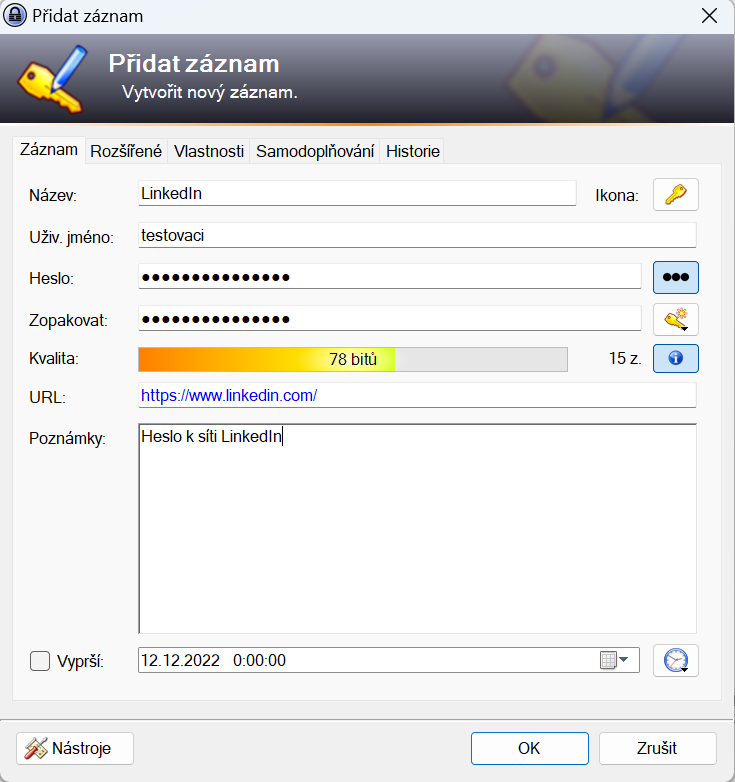 Přidat záznam
Přidat záznam
Vytvořit nový záznam.
Záznam Rozšířené Vlastnosti Samodoplňování Historie
Název: LinkedIn Ikona:
Uživ. jméno: testovaci
Heslo: ●●●●●●●●●●●●●●● ●●●
Zopakovat: ●●●●●●●●●●●●●●●
Kvalita: 78 bitů 15 z.
URL: https://www.linkedin.com/
Poznámky: Heslo k síti LinkedIn
Vyprší: 12.12.2022 0:00:00
Nástroje OK Zrušit